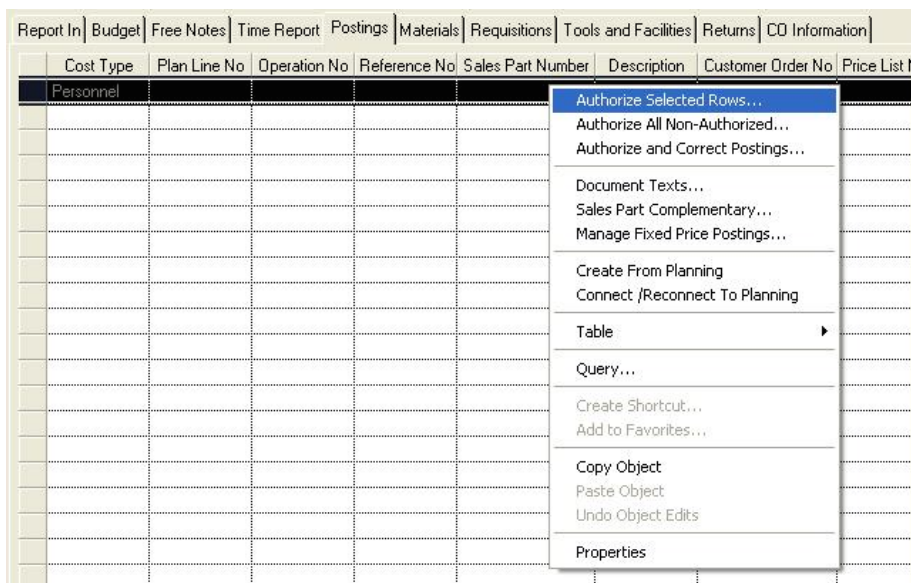 Report In Budget Free Notes Time Report Postings Materials Requisitions Tools and Facilities Returns CO Information
Cost Type Plan Line No Operation No Reference No Sales Part Number Description Customer Order No Price List N
Personnel
Authorize Selected Rows...
Authorize All Non-Authorized...
Authorize and Correct Postings...
Document Texts...
Sales Part Complementary...
Manage Fixed Price Postings...
Create From Planning
Connect /Reconnect To Planning
Table
Query...
Create Shortcut...
Add to Favorites...
Copy Object
Paste Object
Undo Object Edits
Properties